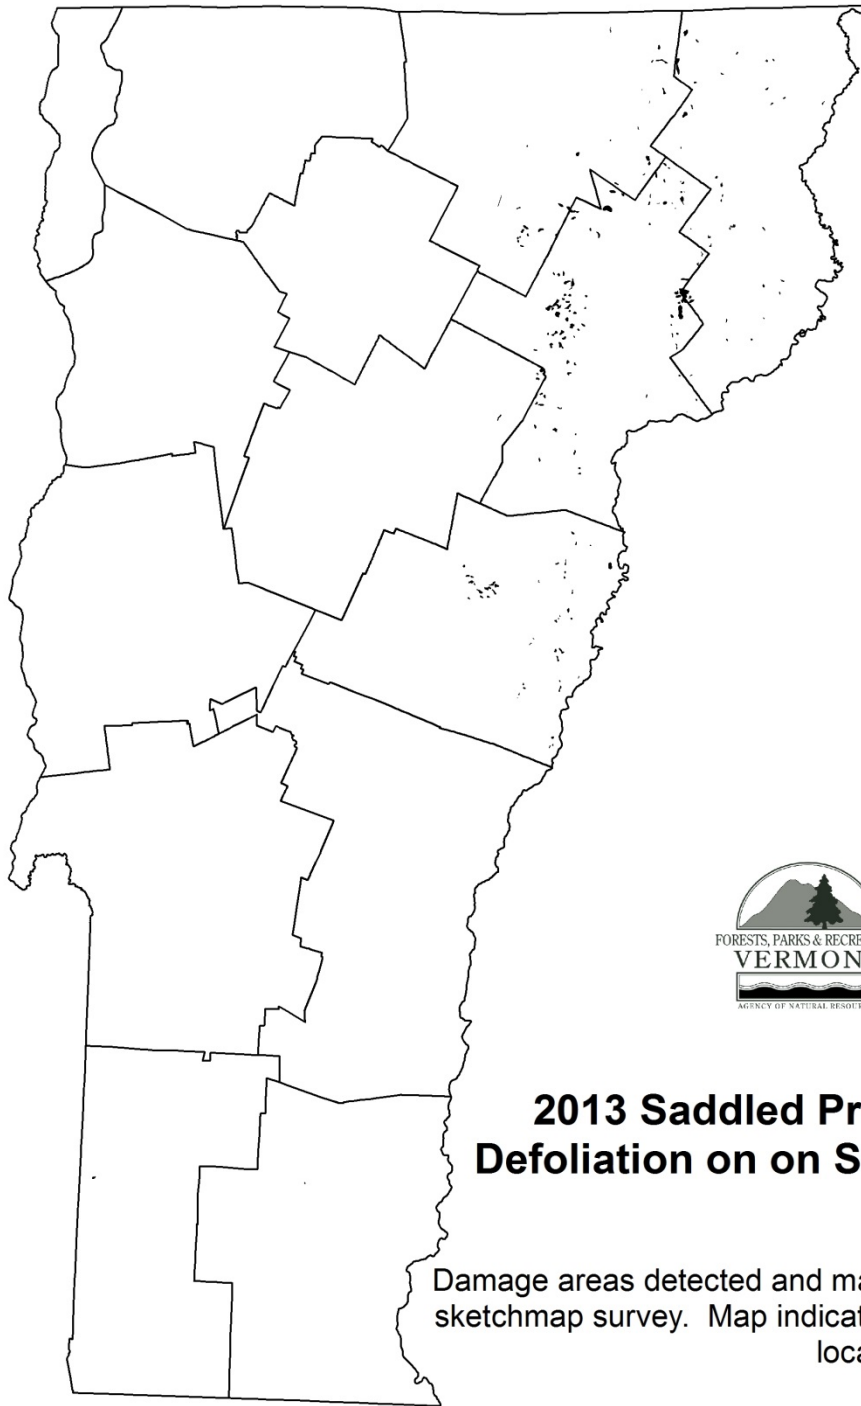 FORESTS, PARKS & RECRE
VERMON
AGENCY OF NATURAL RESOUR
2013 Saddled Pr
Defoliation on on S
Damage areas detected and ma
sketchmap survey. Map indicat
loca